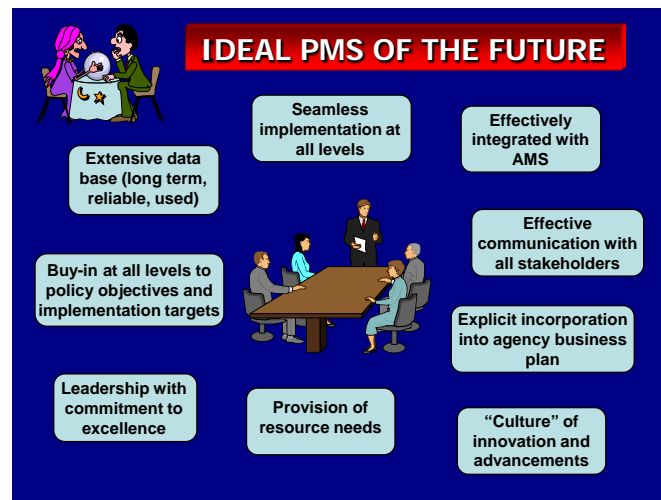 IDEAL PMS OF THE FUTURE
Seamless
implementation at
all levels
Effectively
integrated with
AMS
Extensive data
base (long term,
reliable, used)
Effective
communication with
all stakeholders
Buy-in at all levels to
policy objectives and
implementation targets
Explicit incorporation
into agency business
plan
Leadership with
commitment to
excellence
Provision of
resource needs
“Culture” of
innovation and
advancements